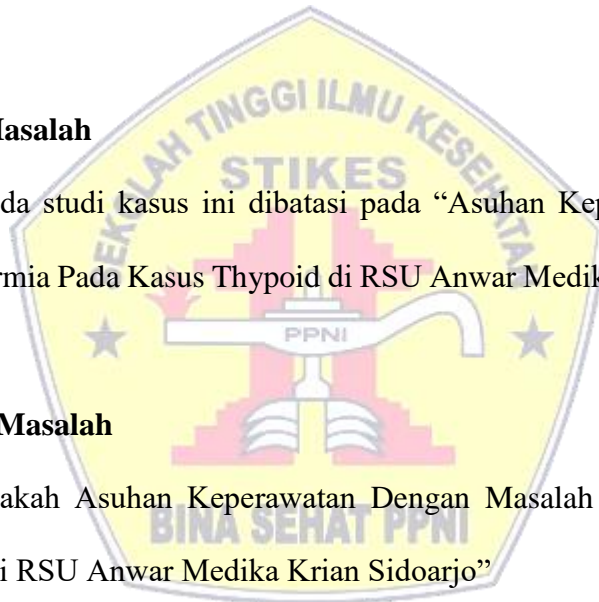 Masalah
SEKOLAH TINGGI ILMU KESEHATAN
STIKES
da studi kasus ini dibatasi pada “Asuhan Kep
rmia Pada Kasus Thypoid di RSU Anwar Medik
PPNI
Masalah
akah Asuhan Keperawatan Dengan Masalah
BINA SEHAT PPNI
i RSU Anwar Medika Krian Sidoarjo”